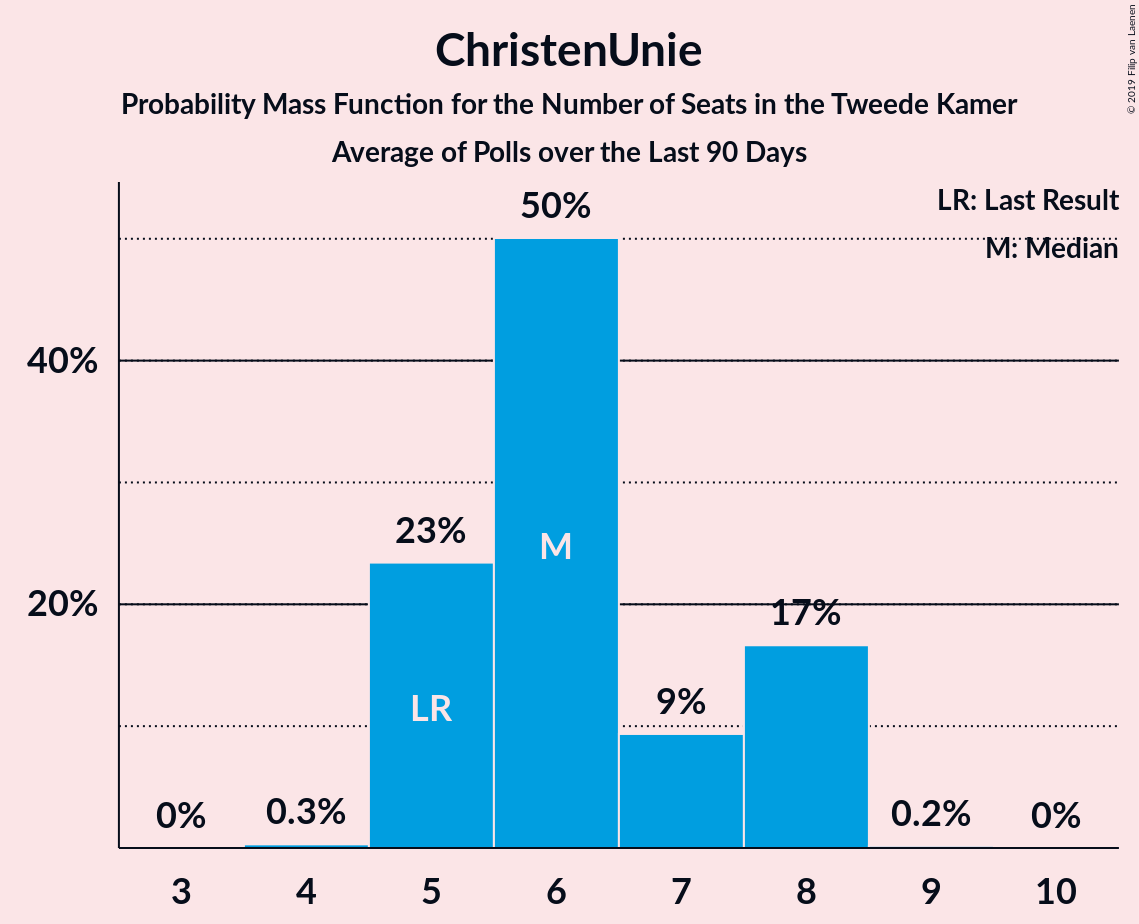 ChristenUnie
Probability Mass Function for the Number of Seats in the Tweede Kamer
Average of Polls over the Last 90 Days
© 2019 Filip van Laenen
LR: Last Result
M: Median
50%
40%
23%
M
20%
17%
LR
9%
0%
0.3%
0.2%
0%
3 4 5 6 7 8 9 10